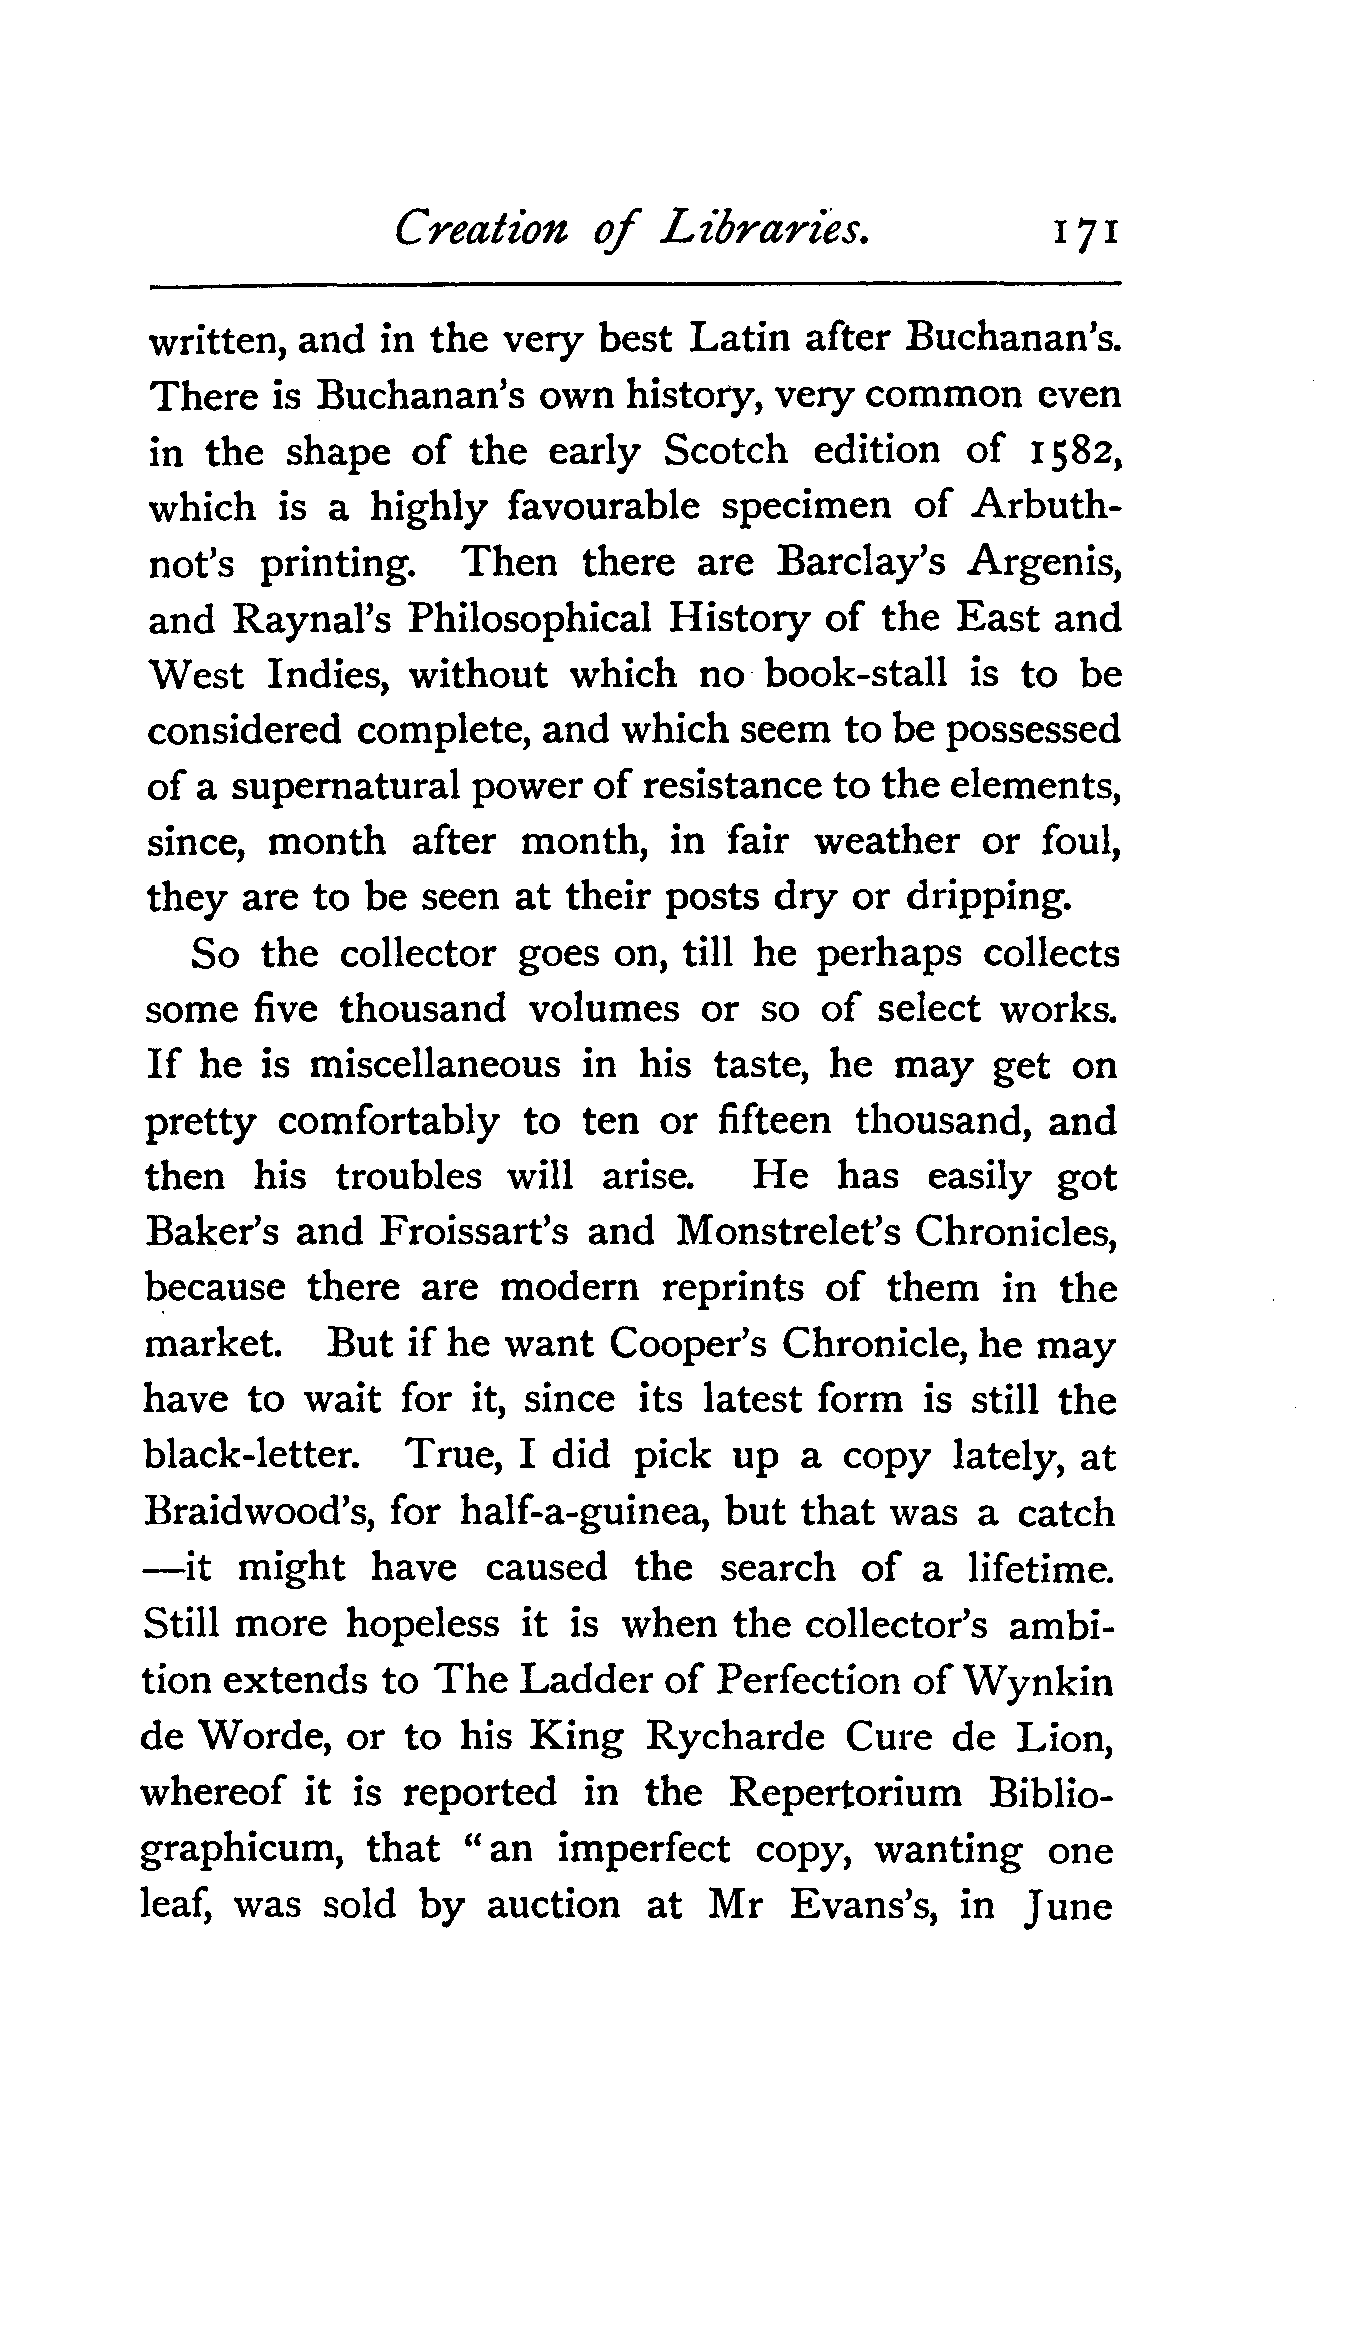 Creation of Libraries. 171
written, and in the very best Latin after Buchanan's.
There is Buchanan's own history, very common even
in the shape of the early Scotch edition of 1582,
which is a highly favourable specimen of Arbuth-
not's printing. Then there are Barclay's Argenis,
and Raynal's Philosophical History of the East and
West Indies, without which no book-stall is to be
considered complete, and which seem to be possessed
of a supernatural power of resistance to the elements,
since, month after month, in fair weather or foul,
they are to be seen at their posts dry or dripping.
So the collector goes on, till he perhaps collects
some five thousand volumes or so of select works.
If he is miscellaneous in his taste, he may get on
pretty comfortably to ten or fifteen thousand, and
then his troubles will arise. He has easily got
Baker's and Froissart's and Monstrelet's Chronicles,
because there are modern reprints of them in the
market. But if he want Cooper's Chronicle, he may
have to wait for it, since its latest form is still the
black-letter. True, I did pick up a copy lately, at
Braidwood's, for half-a-guinea, but that was a catch
—it might have caused the search of a lifetime.
Still more hopeless it is when the collector's ambi-
tion extends to The Ladder of Perfection of Wynkin
de Worde, or to his King Rycharde Cure de Lion,
whereof it is reported in the Repertorium Biblio-
graphicum, that "an imperfect copy, wanting one
leaf, was sold by auction at Mr Evans's, in June